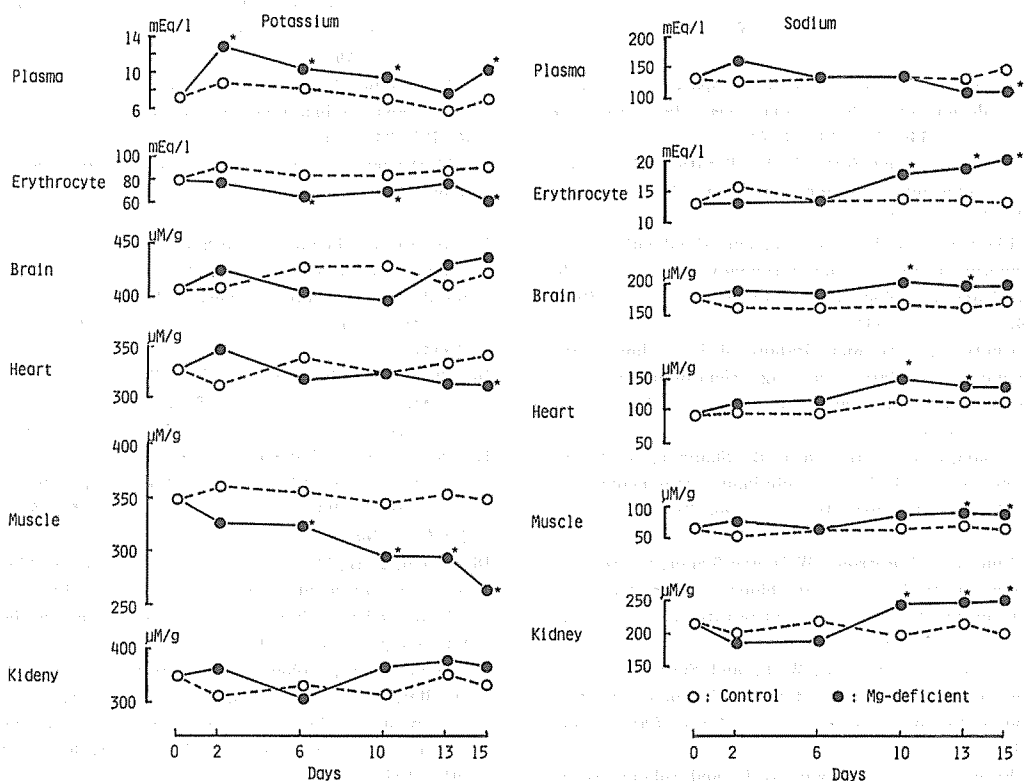 Potassium
mEq/l
14
10
6
Plasma
*
*
*
*
mEq/l
100
80
60
Erythrocyte
*
*
*
µM/g
450
400
Brain
µM/g
350
300
Heart
*
µM/g
400
350
300
250
Muscle
*
*
*
*
µM/g
400
300
Kideny
0 2 6 10 13 15
Days
Sodium
mEq/l
200
150
100
Plasma
*
mEq/l
20
15
10
Erythrocyte
*
*
*
µM/g
200
150
Brain
*
*
µM/g
150
100
50
Heart
*
*
µM/g
100
50
Muscle
*
*
µM/g
250
200
150
Kidney
*
*
*
: Control : Mg-deficient
0 2 6 10 13 15
Days